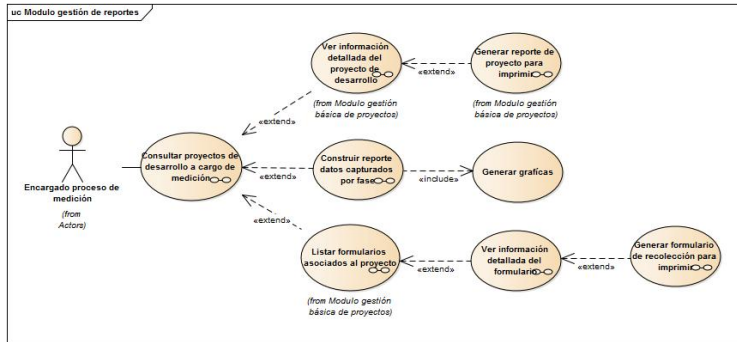 uc Modulo gestión de reportes
Ver información
detallada del
proyecto de
desarrollo
(from Modulo gestión
básica de proyectos)
«extend»
Generar reporte de
proyecto para
imprimir
(from Modulo gestión
básica de proyectos)
«extend»
Encargado proceso de
medición
(from
Actors)
Consultar proyectos de
desarrollo a cargo de
medición
«extend»
Construir reporte
datos capturados
por fase
«include»
Generar graficas
«extend»
Listar formularios
asociados al proyecto
(from Modulo gestión
básica de proyectos)
«extend»
Ver información
detallada del
formulario
«extend»
Generar formulario
de recolección para
imprimir